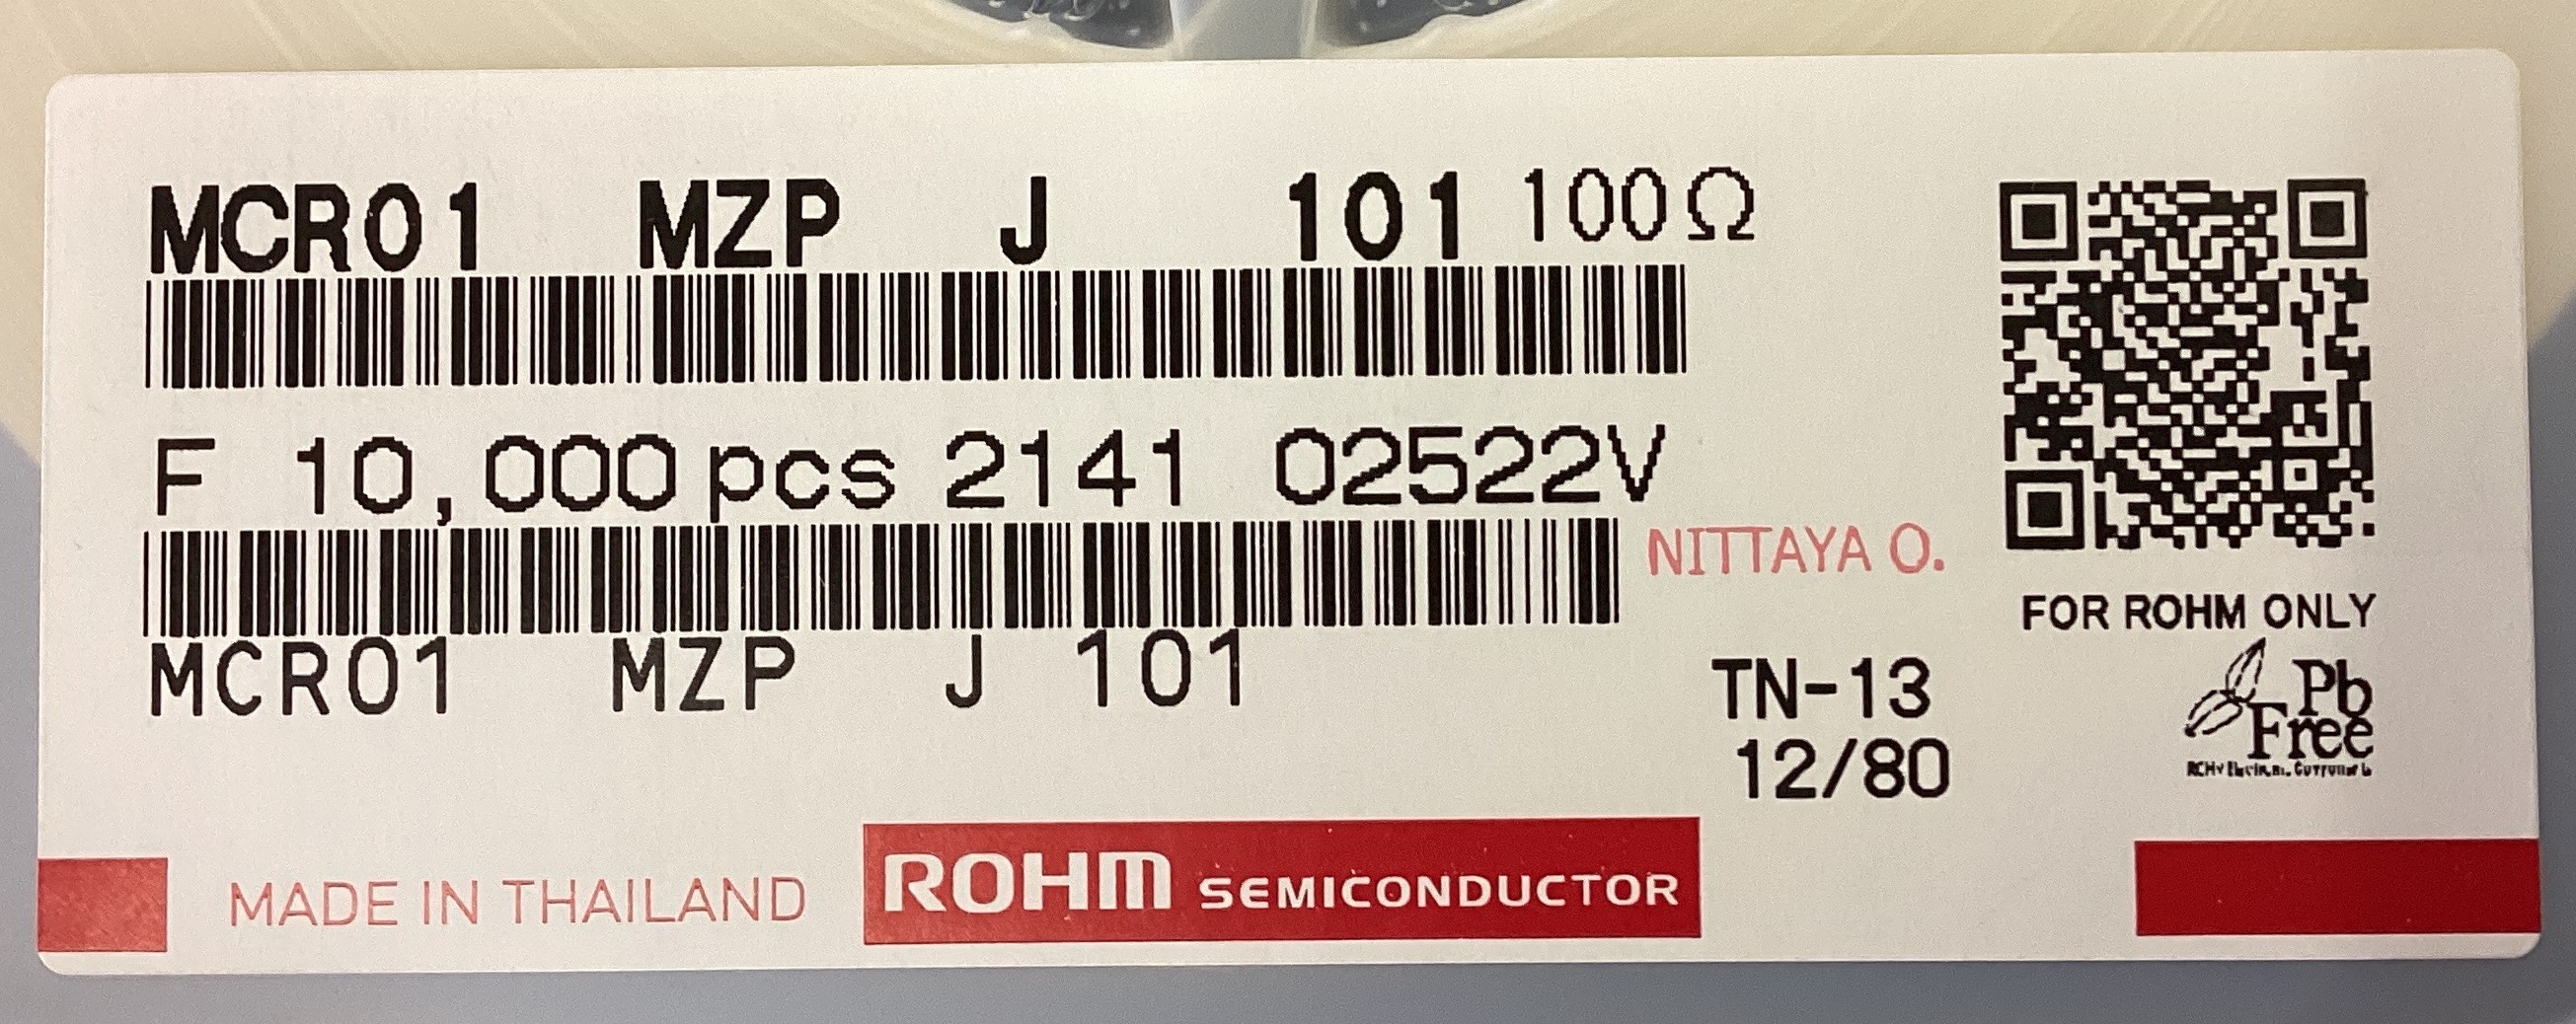 MCR01 MZP J 101 100Ω
F 10,000pcs 2141 02522V
NITTAYA O.
FOR ROHM ONLY
MCR01 MZP J 101
TN-13
12/80
Pb
Free
MADE IN THAILAND
ROHM SEMICONDUCTOR